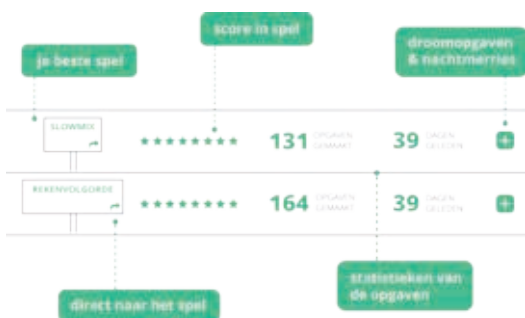 score in spel
droomopgaven
& nachtmerries
je beste spel
SLOWMIX
131 OPGAVEN GEMAAKT
39 DAGEN GELEDEN
REKENVOLGORDE
164 OPGAVEN GEMAAKT
39 DAGEN GELEDEN
statistieken van
de opgaven
direct naar het spel